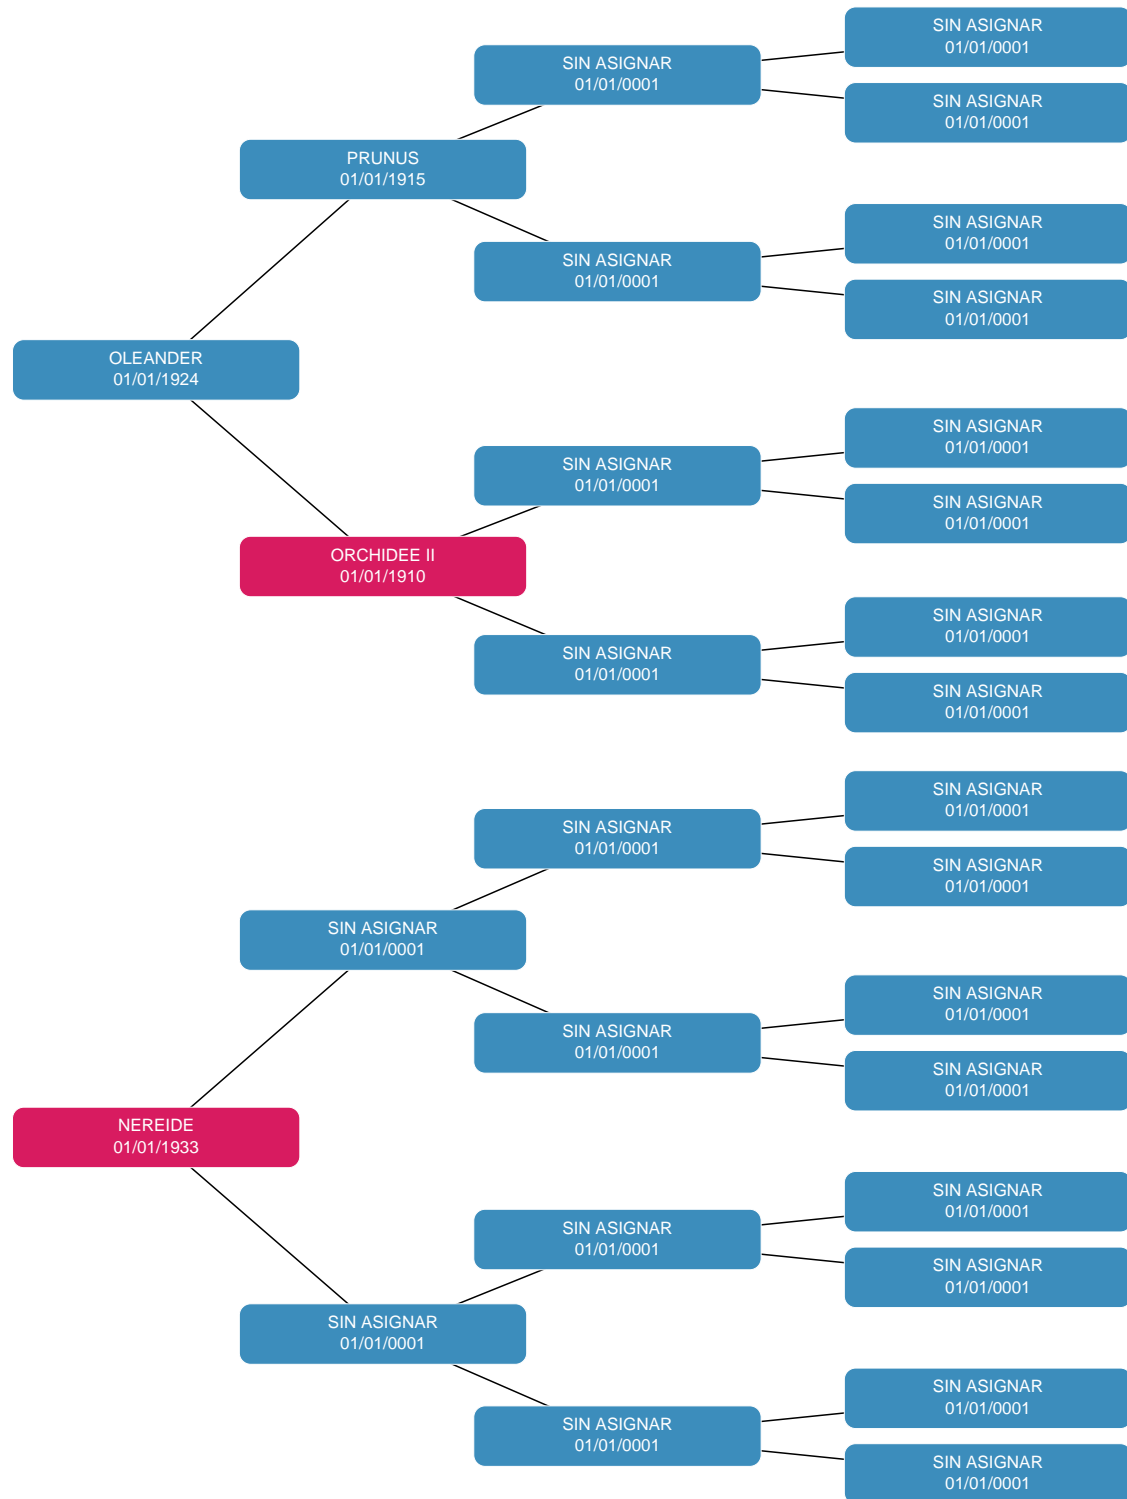 SIN ASIGNAR
01/01/0001
SIN ASIGNAR
01/01/0001
SIN ASIGNAR
01/01/0001
PRUNUS
01/01/1915
SIN ASIGNAR
01/01/0001
SIN ASIGNAR
01/01/0001
SIN ASIGNAR
01/01/0001
OLEANDER
01/01/1924
SIN ASIGNAR
01/01/0001
SIN ASIGNAR
01/01/0001
SIN ASIGNAR
01/01/0001
ORCHIDEE II
01/01/1910
SIN ASIGNAR
01/01/0001
SIN ASIGNAR
01/01/0001
SIN ASIGNAR
01/01/0001
SIN ASIGNAR
01/01/0001
SIN ASIGNAR
01/01/0001
SIN ASIGNAR
01/01/0001
SIN ASIGNAR
01/01/0001
SIN ASIGNAR
01/01/0001
SIN ASIGNAR
01/01/0001
SIN ASIGNAR
01/01/0001
NEREIDE
01/01/1933
SIN ASIGNAR
01/01/0001
SIN ASIGNAR
01/01/0001
SIN ASIGNAR
01/01/0001
SIN ASIGNAR
01/01/0001
SIN ASIGNAR
01/01/0001
SIN ASIGNAR
01/01/0001
SIN ASIGNAR
01/01/0001